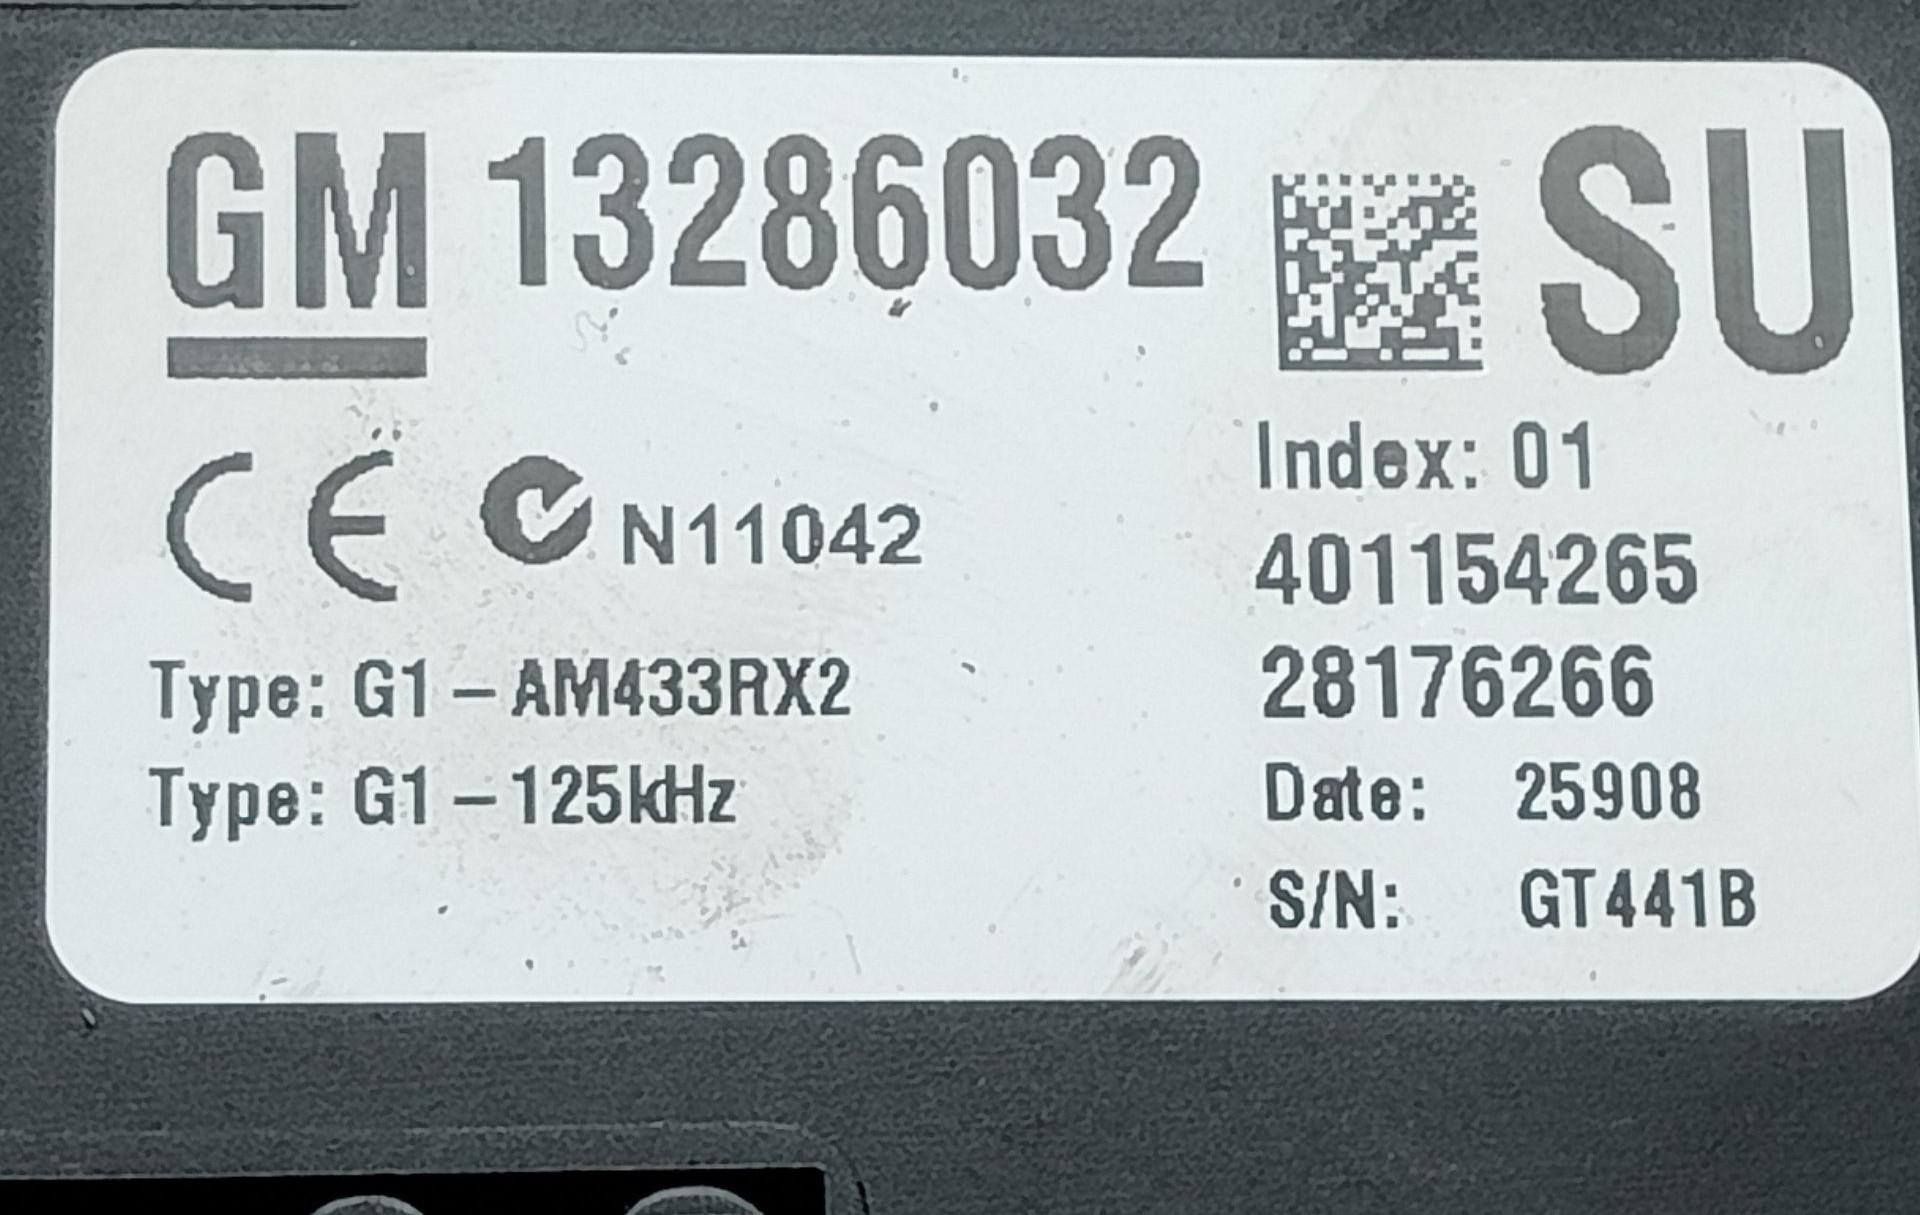 GM 13286032 SU
CE N11042
Index: 01
401154265
28176266
Type: G1-AM433RX2
Type: G1-125kHz
Date: 25908
S/N: GT441B